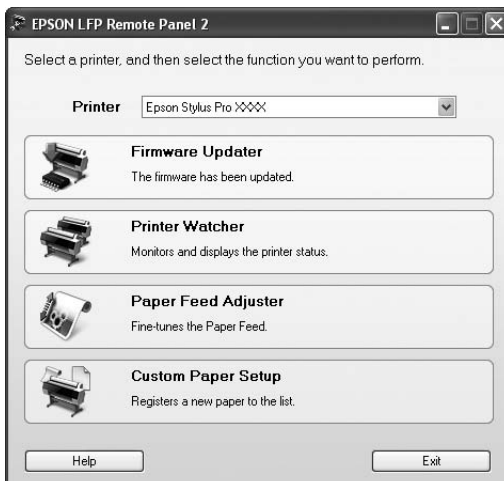 EPSON LFP Remote Panel 2
Select a printer, and then select the function you want to perform.
Printer Epson Stylus Pro XXXX
Firmware Updater
The firmware has been updated.
Printer Watcher
Monitors and displays the printer status.
Paper Feed Adjuster
Fine-tunes the Paper Feed.
Custom Paper Setup
Registers a new paper to the list.
Help Exit